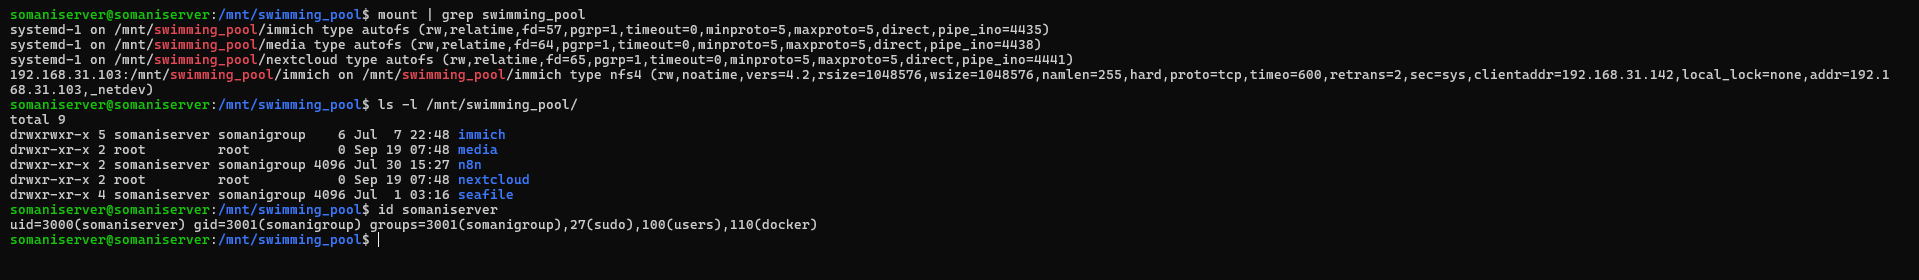 somaniserver@somaniserver:/mnt/swimming_pool$ mount | grep swimming_pool
systemd-1 on /mnt/swimming_pool/immich type autofs (rw,relatime,fd=57,pgrp=1,timeout=0,minproto=5,maxproto=5,direct,pipe_ino=4435)
systemd-1 on /mnt/swimming_pool/media type autofs (rw,relatime,fd=64,pgrp=1,timeout=0,minproto=5,maxproto=5,direct,pipe_ino=4438)
systemd-1 on /mnt/swimming_pool/nextcloud type autofs (rw,relatime,fd=65,pgrp=1,timeout=0,minproto=5,maxproto=5,direct,pipe_ino=4441)
192.168.31.103:/mnt/swimming_pool/immich on /mnt/swimming_pool/immich type nfs4 (rw,noatime,vers=4.2,rsize=1048576,wsize=1048576,namlen=255,hard,proto=tcp,timeo=600,retrans=2,sec=sys,clientaddr=192.168.31.142,local_lock=none,addr=192.1
68.31.103,_netdev)
somaniserver@somaniserver:/mnt/swimming_pool$ ls -l /mnt/swimming_pool/
total 9
drwxrwxr-x 5 somaniserver somanigroup    6 Jul  7 22:48 immich
drwxr-xr-x 2 root         root           0 Sep 19 07:48 media
drwxr-xr-x 2 somaniserver somanigroup 4096 Jul 30 15:27 n8n
drwxr-xr-x 2 root         root           0 Sep 19 07:48 nextcloud
drwxr-xr-x 4 somaniserver somanigroup 4096 Jul  1 03:16 seafile
somaniserver@somaniserver:/mnt/swimming_pool$ id somaniserver
uid=3000(somaniserver) gid=3001(somanigroup) groups=3001(somanigroup),27(sudo),100(users),110(docker)
somaniserver@somaniserver:/mnt/swimming_pool$